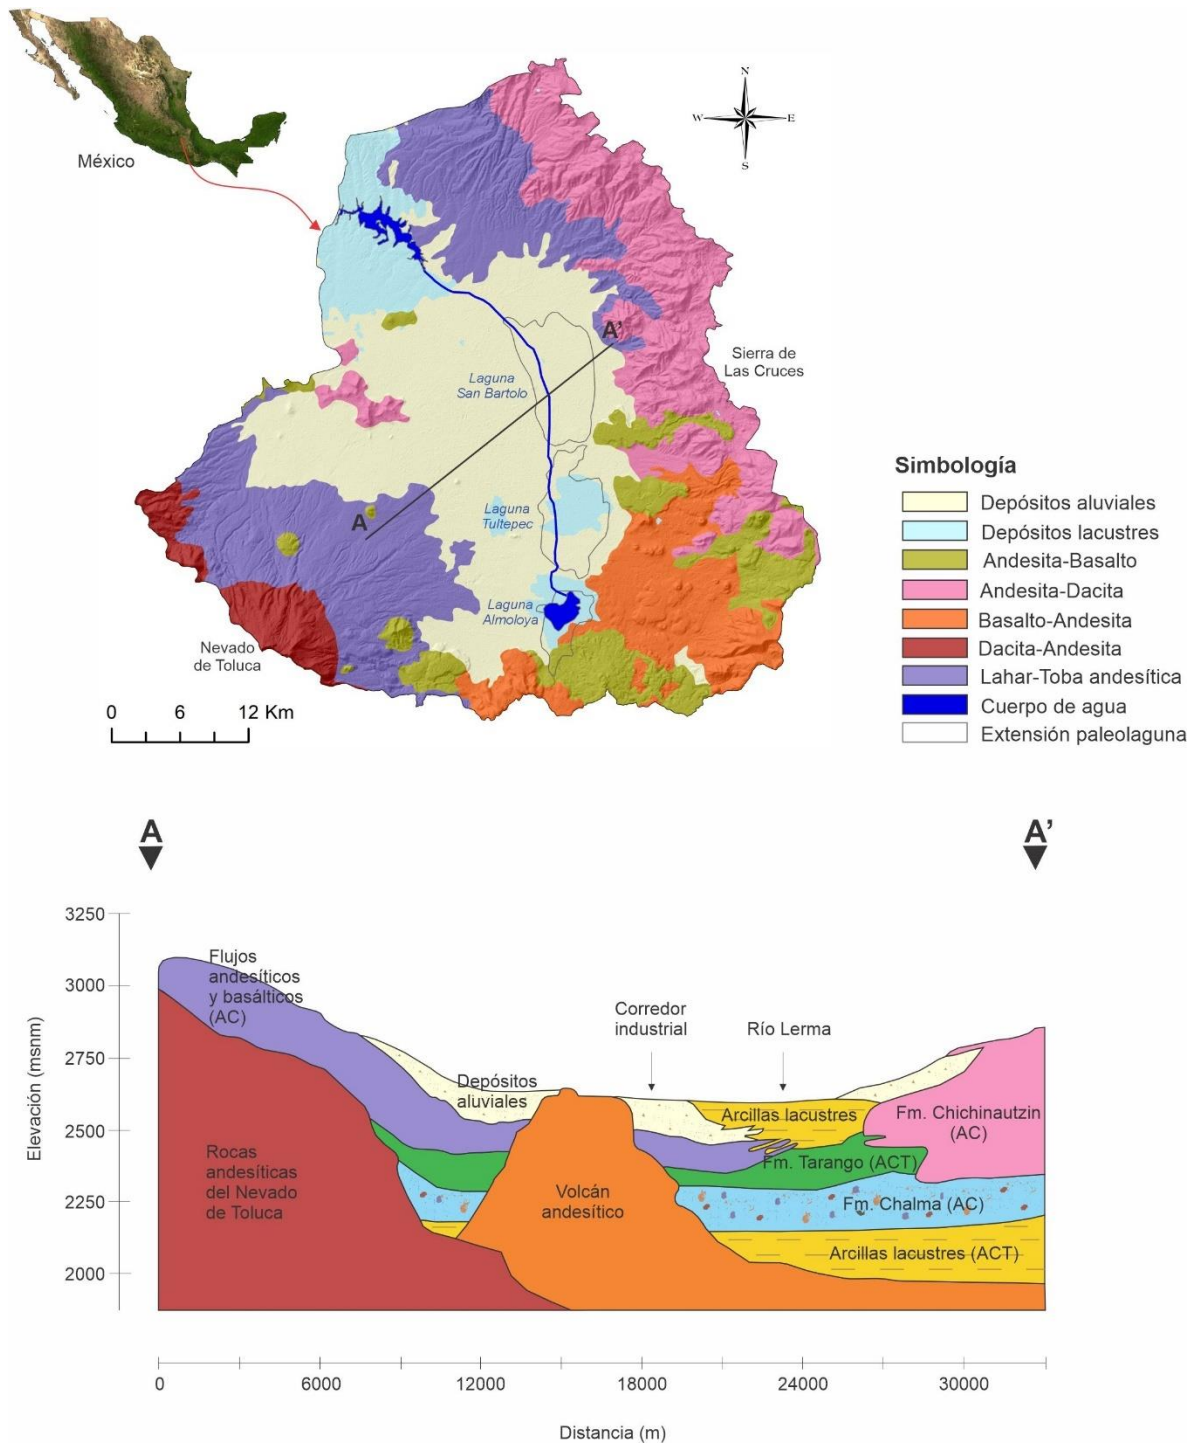 México
N
W
E
S
A'
Sierra de
Las Cruces
Laguna
San Bartolo
A
Laguna
Tultepec
Laguna
Almoloya
Nevado
de Toluca
0 6 12 Km
Simbología
Depósitos aluviales
Depósitos lacustres
Andesita-Basalto
Andesita-Dacita
Basalto-Andesita
Dacita-Andesita
Lahar-Toba andesítica
Cuerpo de agua
Extensión paleolaguna
A
A'
3250
3000
2750
2500
2250
2000
Elevación (msnm)
Flujos
andesíticos
y basálticos
(AC)
Corredor
industrial
Río Lerma
Depósitos
aluviales
Arcillas lacustres
Fm. Chichinautzin
(AC)
Fm. Tarango (ACT)
Rocas
andesíticas
del Nevado
de Toluca
Volcán
andesítico
Fm. Chalma (AC)
Arcillas lacustres (ACT)
0 6000 12000 18000 24000 30000
Distancia (m)